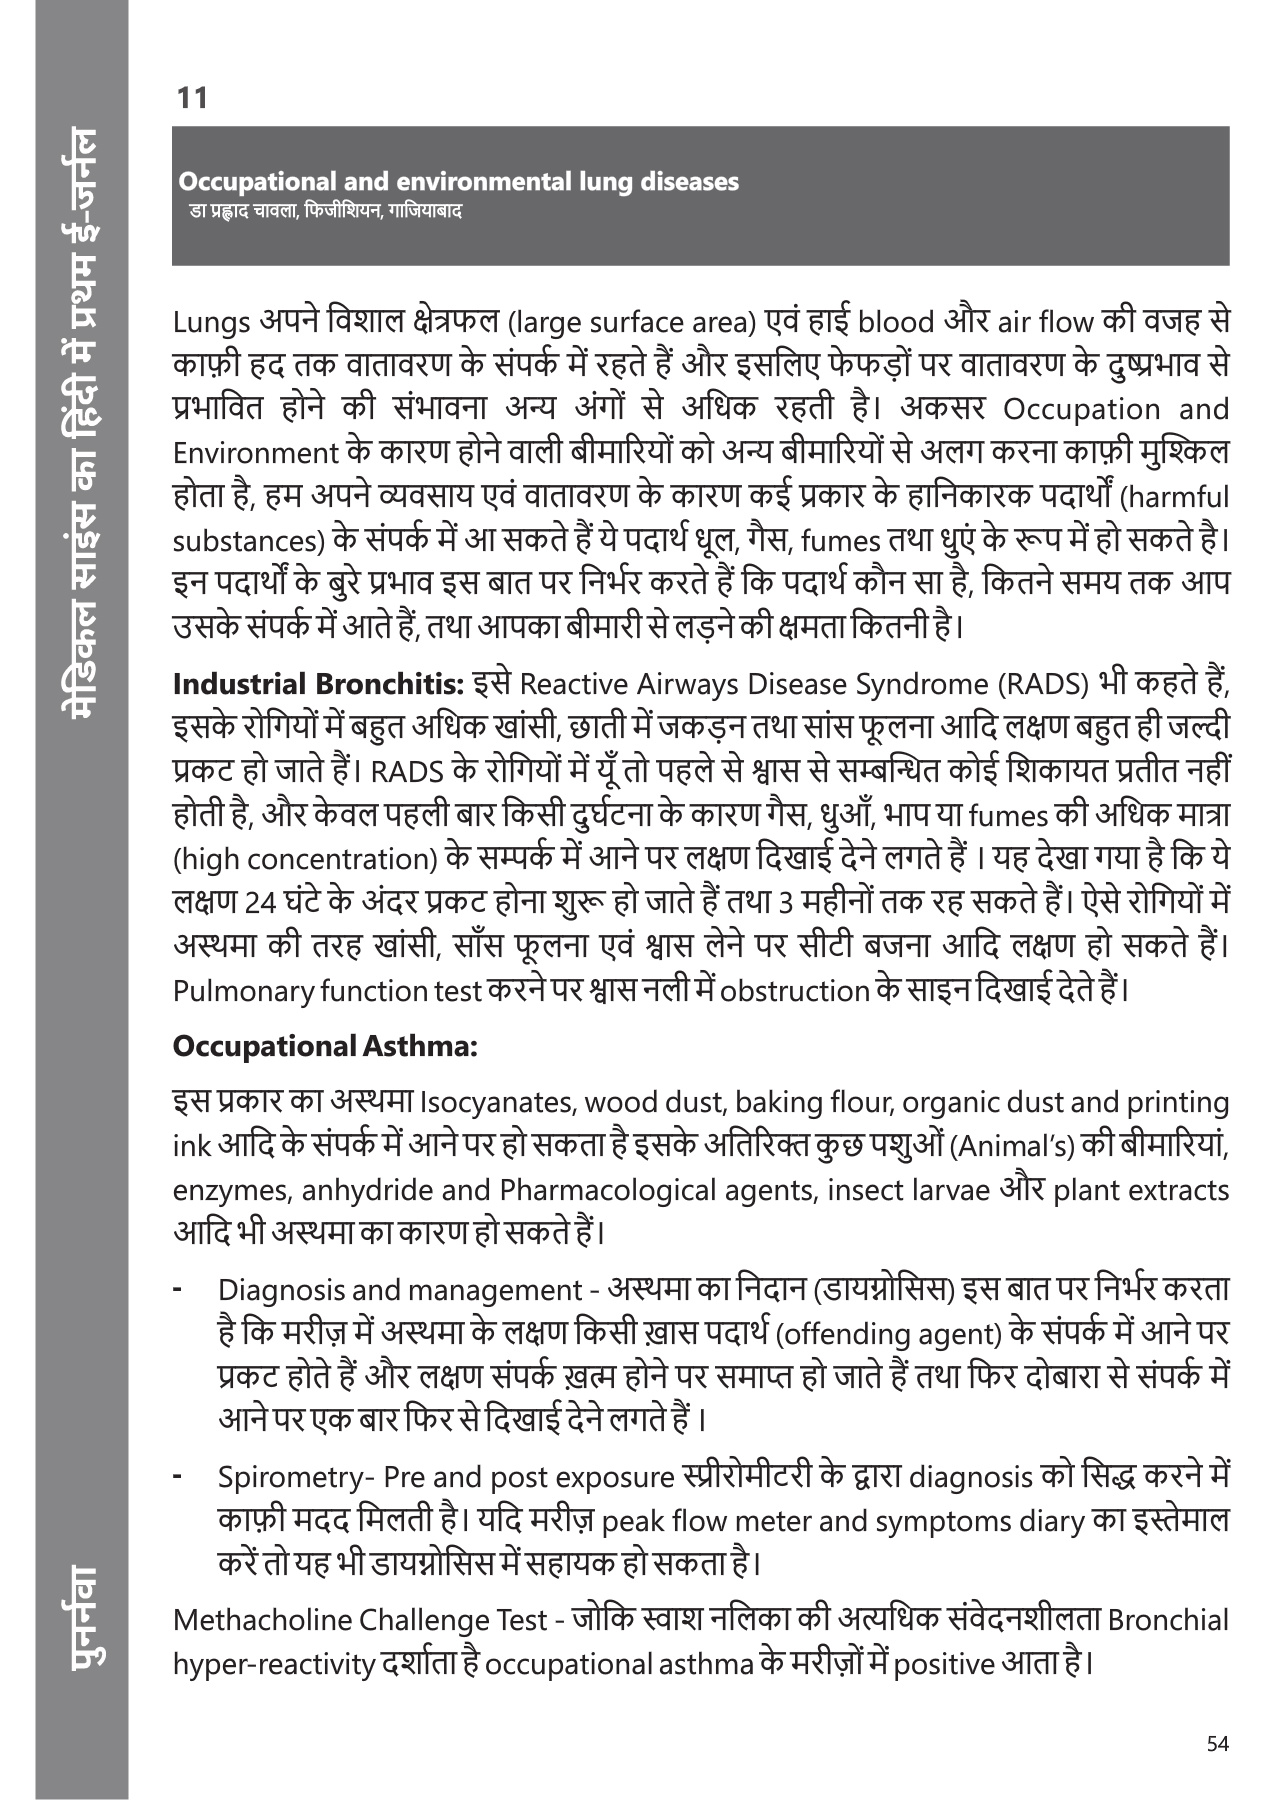 मेडिकल साइंस का हिंदी में प्रथम ई-जर्नल
पुनर्नवा
11
Occupational and environmental lung diseases
डा प्रह्लाद चावला, फिजीशियन, गाजियाबाद
Lungs अपने विशाल क्षेत्रफल (large surface area) एवं हाई blood और air flow की वजह से
काफ़ी हद तक वातावरण के संपर्क में रहते हैं और इसलिए फेफड़ों पर वातावरण के दुष्प्रभाव से
प्रभावित होने की संभावना अन्य अंगों से अधिक रहती है। अकसर Occupation and
Environment के कारण होने वाली बीमारियों को अन्य बीमारियों से अलग करना काफ़ी मुश्किल
होता है, हम अपने व्यवसाय एवं वातावरण के कारण कई प्रकार के हानिकारक पदार्थों (harmful
substances) के संपर्क में आ सकते हैं ये पदार्थ धूल, गैस, fumes तथा धुएं के रूप में हो सकते है।
इन पदार्थों के बुरे प्रभाव इस बात पर निर्भर करते हैं कि पदार्थ कौन सा है, कितने समय तक आप
उसके संपर्क में आते हैं, तथा आपका बीमारी से लड़ने की क्षमता कितनी है।
Industrial Bronchitis: इसे Reactive Airways Disease Syndrome (RADS) भी कहते हैं,
इसके रोगियों में बहुत अधिक खांसी, छाती में जकड़न तथा सांस फूलना आदि लक्षण बहुत ही जल्दी
प्रकट हो जाते हैं। RADS के रोगियों में यूँ तो पहले से श्वास से सम्बन्धित कोई शिकायत प्रतीत नहीं
होती है, और केवल पहली बार किसी दुर्घटना के कारण गैस, धुआँ, भाप या fumes की अधिक मात्रा
(high concentration) के सम्पर्क में आने पर लक्षण दिखाई देने लगते हैं । यह देखा गया है कि ये
लक्षण 24 घंटे के अंदर प्रकट होना शुरू हो जाते हैं तथा 3 महीनों तक रह सकते हैं। ऐसे रोगियों में
अस्थमा की तरह खांसी, साँस फूलना एवं श्वास लेने पर सीटी बजना आदि लक्षण हो सकते हैं।
Pulmonary function test करने पर श्वास नली में obstruction के साइन दिखाई देते हैं।
Occupational Asthma:
इस प्रकार का अस्थमा Isocyanates, wood dust, baking flour, organic dust and printing
ink आदि के संपर्क में आने पर हो सकता है इसके अतिरिक्त कुछ पशुओं (Animal’s) की बीमारियां,
enzymes, anhydride and Pharmacological agents, insect larvae और plant extracts
आदि भी अस्थमा का कारण हो सकते हैं।
- Diagnosis and management - अस्थमा का निदान (डायग्नोसिस) इस बात पर निर्भर करता
है कि मरीज़ में अस्थमा के लक्षण किसी ख़ास पदार्थ (offending agent) के संपर्क में आने पर
प्रकट होते हैं और लक्षण संपर्क ख़त्म होने पर समाप्त हो जाते हैं तथा फिर दोबारा से संपर्क में
आने पर एक बार फिर से दिखाई देने लगते हैं ।
- Spirometry- Pre and post exposure स्प्रीरोमीटरी के द्वारा diagnosis को सिद्ध करने में
काफ़ी मदद मिलती है। यदि मरीज़ peak flow meter and symptoms diary का इस्तेमाल
करें तो यह भी डायग्नोसिस में सहायक हो सकता है।
Methacholine Challenge Test - जोकि स्वाश नलिका की अत्यधिक संवेदनशीलता Bronchial
hyper-reactivity दर्शाता है occupational asthma के मरीज़ों में positive आता है।
54